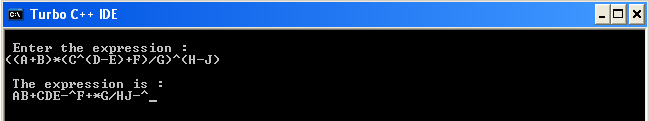 Turbo C++ IDE
Enter the expression :
((A+B)*(C^(D-E)+F)/G)^(H-J)
The expression is :
AB+CDE-^F+*G/HJ-^_